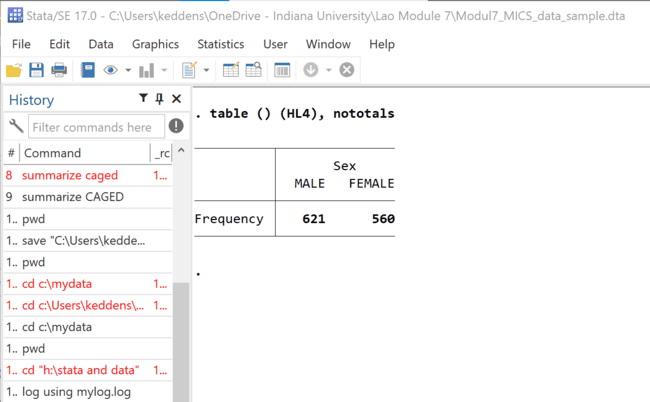 Stata/SE 17.0 - C:\Users\keddens\OneDrive - Indiana University\Lao Module 7\Modul7_MICS_data_sample.dta
File Edit Data Graphics Statistics User Window Help
History
Filter commands here
# Command _rc
8 summarize caged 1...
9 summarize CAGED
1.. pwd
1.. save "C:\Users\kedde...
1.. pwd
1.. cd c:\mydata 1...
1.. cd c:\Users\keddens\... 1...
1.. cd c:\mydata
1.. pwd
1.. cd "h:\stata and data" 1...
1.. log using mylog.log
. table () (HL4), nototals
Sex
MALE FEMALE
Frequency 621 560
.